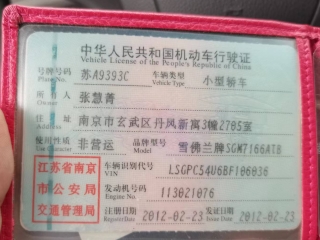 中华人民共和国机动车行驶证
Vehicle License of the People's Republic of China
号牌号码 苏A9393C 车辆类型 小型轿车
Plate No. Vehicle Type
所有人 张慧菁
Owner
住址 南京市玄武区丹凤新寓3幢2705室
Address
使用性质 非营运 品牌型号 雪佛兰牌SGM7166ATB
Use Character Model
江苏省南京市公安局交通管理局
车辆识别代号 LSGPC54U6BF106036
VIN
发动机号码 113021076
Engine No.
注册日期 2012-02-23 发证日期 2012-02-23
Register Date Issue Date